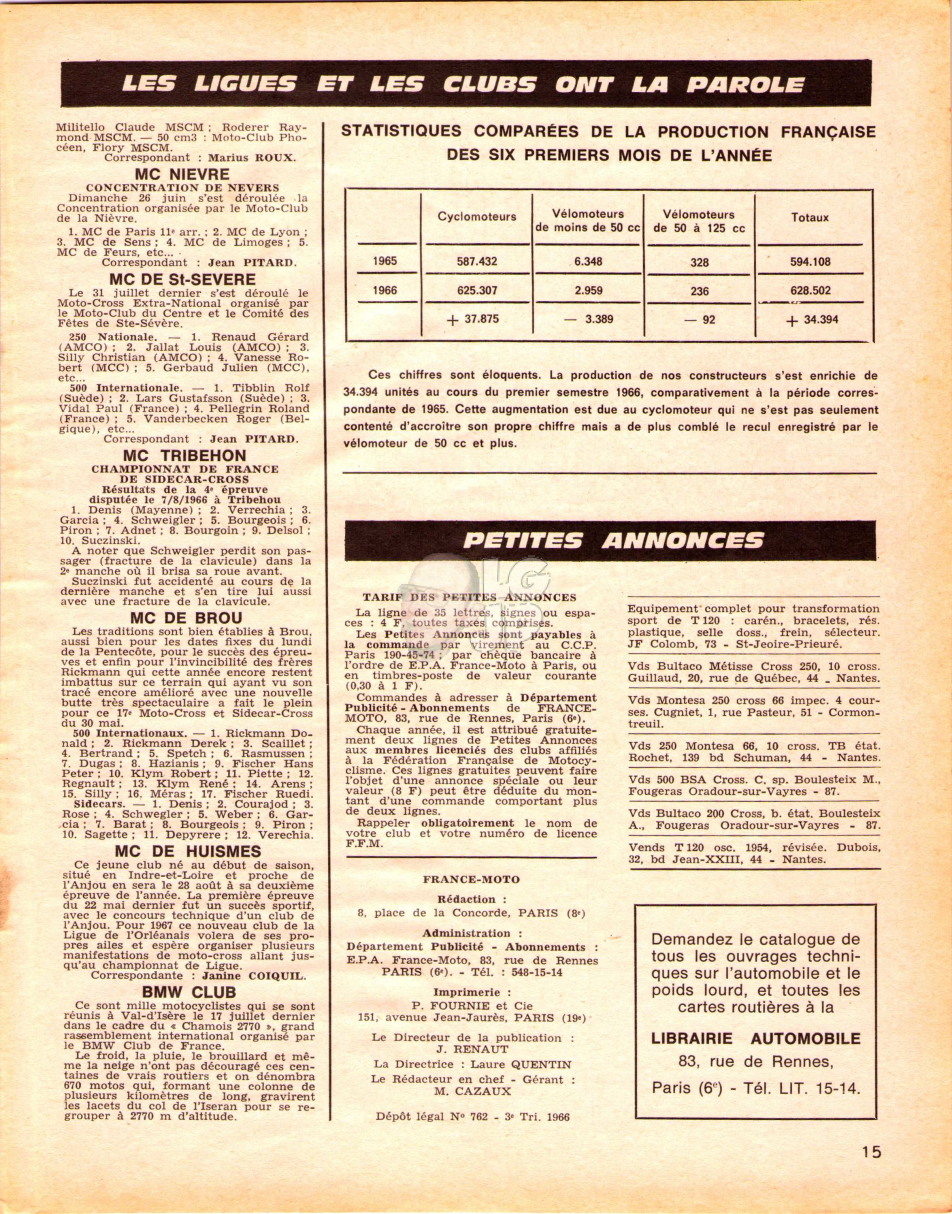 LES LIGUES ET LES CLUBS ONT LA PAROLE
Militello Claude MSCM ; Roderer Ray-
mond MSCM. — 50 cm3 : Moto-Club Pho-
céen, Flory MSCM.
Correspondant : Marius ROUX.
MC NIEVRE
CONCENTRATION DE NEVERS
Dimanche 26 juin s'est déroulée la
Concentration organisée par le Moto-Club
de la Nièvre.
1. MC de Paris 11e arr. ; 2. MC de Lyon ;
3. MC de Sens ; 4. MC de Limoges ; 5.
MC de Feurs, etc...
Correspondant : Jean PITARD.
MC DE St-SEVERE
Le 31 juillet dernier s'est déroulé le
Moto-Cross Extra-National organisé par
le Moto-Club du Centre et le Comité des
Fêtes de Ste-Sévère.
250 Nationale. — 1. Renaud Gérard
(AMCO) ; 2. Jallat Louis (AMCO) ; 3.
Silly Christian (AMCO) ; 4. Vanesse Ro-
bert (MCC) ; 5. Gerbaud Julien (MCC),
etc...
500 Internationale. — 1. Tibblin Rolf
(Suède) ; 2. Lars Gustafsson (Suède) ; 3.
Vidal Paul (France) ; 4. Pellegrin Roland
(France) ; 5. Vanderbecken Roger (Bel-
gique), etc...
Correspondant : Jean PITARD.
MC TRIBEHON
CHAMPIONNAT DE FRANCE
DE SIDECAR-CROSS
Résultats de la 4e épreuve
disputée le 7/8/1966 à Tribehou
1. Denis (Mayenne) ; 2. Verrechia ; 3.
Garcia ; 4. Schweigler ; 5. Bourgeois ; 6.
Piron ; 7. Adnet ; 8. Bourgoin ; 9. Delsol ;
10. Suczinski.
A noter que Schweigler perdit son pas-
sager (fracture de la clavicule) dans la
2e manche où il brisa sa roue avant.
Suczinski fut accidenté au cours de la
dernière manche et s'en tire lui aussi
avec une fracture de la clavicule.
MC DE BROU
Les traditions sont bien établies à Brou,
aussi bien pour les dates fixes du lundi
de la Pentecôte, pour le succès des épreu-
ves et enfin pour l'invincibilité des frères
Rickmann qui cette année encore restent
imbattus sur ce terrain qui ayant vu son
tracé encore amélioré avec une nouvelle
butte très spectaculaire a fait le plein
pour ce 17e Moto-Cross et Sidecar-Cross
du 30 mai.
500 Internationaux. — 1. Rickmann Do-
nald ; 2. Rickmann Derek ; 3. Scaillet ;
4. Bertrand ; 5. Spetch ; 6. Rasmussen ;
7. Dugas ; 8. Hazianis ; 9. Fischer Hans
Peter ; 10. Klym Robert ; 11. Piette ; 12.
Regnault ; 13. Klym René ; 14. Arens ;
15. Silly ; 16. Méras ; 17. Fischer Ruedi.
Sidecars. — 1. Denis ; 2. Courajod ; 3.
Rose ; 4. Schwegler ; 5. Weber ; 6. Gar-
cia ; 7. Barat ; 8. Bourgeois ; 9. Piron ;
10. Sagette ; 11. Depyrere ; 12. Verechia.
MC DE HUISMES
Ce jeune club né au début de saison,
situé en Indre-et-Loire et proche de
l'Anjou en sera le 28 août à sa deuxième
épreuve de l'année. La première épreuve
du 22 mai dernier fut un succès sportif,
avec le concours technique d'un club de
l'Anjou. Pour 1967 ce nouveau club de la
Ligue de l'Orléanais volera de ses pro-
pres ailes et espère organiser plusieurs
manifestations de moto-cross allant jus-
qu'au championnat de Ligue.
Correspondante : Janine COIQUIL.
BMW CLUB
Ce sont mille motocyclistes qui se sont
réunis à Val-d'Isère le 17 juillet dernier
dans le cadre du « Chamois 2770 », grand
rassemblement international organisé par
le BMW Club de France.
Le froid, la pluie, le brouillard et mê-
me la neige n'ont pas découragé ces cen-
taines de vrais routiers et on dénombra
670 motos qui, formant une colonne de
plusieurs kilomètres de long, gravirent
les lacets du col de l'Iseran pour se re-
grouper à 2770 m d'altitude.
STATISTIQUES COMPARÉES DE LA PRODUCTION FRANÇAISE
DES SIX PREMIERS MOIS DE L'ANNÉE
Cyclomoteurs Vélomoteurs de moins de 50 cc Vélomoteurs de 50 à 125 cc Totaux
1965 587.432 6.348 328 594.108
1966 625.307 2.959 236 628.502
+ 37.875 — 3.389 — 92 + 34.394
Ces chiffres sont éloquents. La production de nos constructeurs s'est enrichie de
34.394 unités au cours du premier semestre 1966, comparativement à la période corres-
pondante de 1965. Cette augmentation est due au cyclomoteur qui ne s'est pas seulement
contenté d'accroître son propre chiffre mais a de plus comblé le recul enregistré par le
vélomoteur de 50 cc et plus.
PETITES ANNONCES
TARIF DES PETITES ANNONCES
La ligne de 35 lettres, signes ou espa-
ces : 4 F, toutes taxes comprises.
Les Petites Annonces sont payables à
la commande par virement au C.C.P.
Paris 190-45-74 ; par chèque bancaire à
l'ordre de E.P.A. France-Moto à Paris, ou
en timbres-poste de valeur courante
(0,30 à 1 F).
Commandes à adresser à Département
Publicité - Abonnements de FRANCE-
MOTO, 83, rue de Rennes, Paris (6e).
Chaque année, il est attribué gratuite-
ment deux lignes de Petites Annonces
aux membres licenciés des clubs affiliés
à la Fédération Française de Motocy-
clisme. Ces lignes gratuites peuvent faire
l'objet d'une annonce spéciale ou leur
valeur (8 F) peut être déduite du mon-
tant d'une commande comportant plus
de deux lignes.
Rappeler obligatoirement le nom de
votre club et votre numéro de licence
F.F.M.
FRANCE-MOTO
Rédaction :
8, place de la Concorde, PARIS (8e)
Administration :
Département Publicité - Abonnements :
E.P.A. France-Moto, 83, rue de Rennes
PARIS (6e). - Tél. : 548-15-14
Imprimerie :
P. FOURNIE et Cie
151, avenue Jean-Jaurès, PARIS (19e)
Le Directeur de la publication :
J. RENAUT
La Directrice : Laure QUENTIN
Le Rédacteur en chef - Gérant :
M. CAZAUX
Dépôt légal No 762 - 3e Tri. 1966
Equipement complet pour transformation
sport de T 120 : carén., bracelets, rés.
plastique, selle doss., frein, sélecteur.
JF Colomb, 73 - St-Jeoire-Prieuré.
Vds Bultaco Métisse Cross 250, 10 cross.
Guillaud, 20, rue de Québec, 44 - Nantes.
Vds Montesa 250 cross 66 impec. 4 cour-
ses. Cugniet, 1, rue Pasteur, 51 - Cormon-
treuil.
Vds 250 Montesa 66, 10 cross. TB état.
Rochet, 139 bd Schuman, 44 - Nantes.
Vds 500 BSA Cross. C. sp. Boulesteix M.,
Fougeras Oradour-sur-Vayres - 87.
Vds Bultaco 200 Cross, b. état. Boulesteix
A., Fougeras Oradour-sur-Vayres - 87.
Vends T 120 osc. 1954, révisée. Dubois,
32, bd Jean-XXIII, 44 - Nantes.
Demandez le catalogue de
tous les ouvrages techni-
ques sur l'automobile et le
poids lourd, et toutes les
cartes routières à la
LIBRAIRIE AUTOMOBILE
83, rue de Rennes,
Paris (6e) - Tél. LIT. 15-14.
15